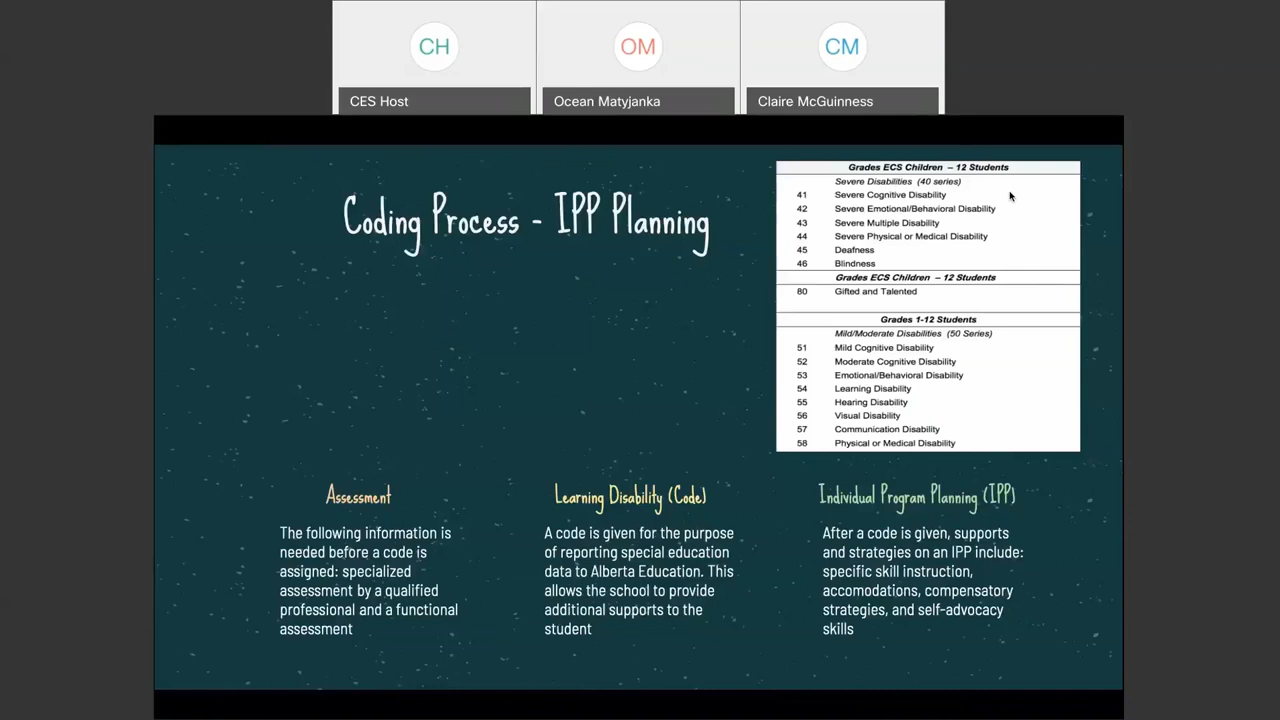 CH
OM
CM
CES Host
Ocean Matyjanka
Claire McGuinness
Coding Process - IPP Planning
Grades ECS Children – 12 Students
Severe Disabilities (40 series)
41 Severe Cognitive Disability
42 Severe Emotional/Behavioral Disability
43 Severe Multiple Disability
44 Severe Physical or Medical Disability
45 Deafness
46 Blindness
Grades ECS Children – 12 Students
80 Gifted and Talented
Grades 1-12 Students
Mild/Moderate Disabilities (50 Series)
51 Mild Cognitive Disability
52 Moderate Cognitive Disability
53 Emotional/Behavioral Disability
54 Learning Disability
55 Hearing Disability
56 Visual Disability
57 Communication Disability
58 Physical or Medical Disability
Assessment
The following information is
needed before a code is
assigned: specialized
assessment by a qualified
professional and a functional
assessment
Learning Disability (Code)
A code is given for the purpose
of reporting special education
data to Alberta Education. This
allows the school to provide
additional supports to the
student
Individual Program Planning (IPP)
After a code is given, supports
and strategies on an IPP include:
specific skill instruction,
accomodations, compensatory
strategies, and self-advocacy
skills